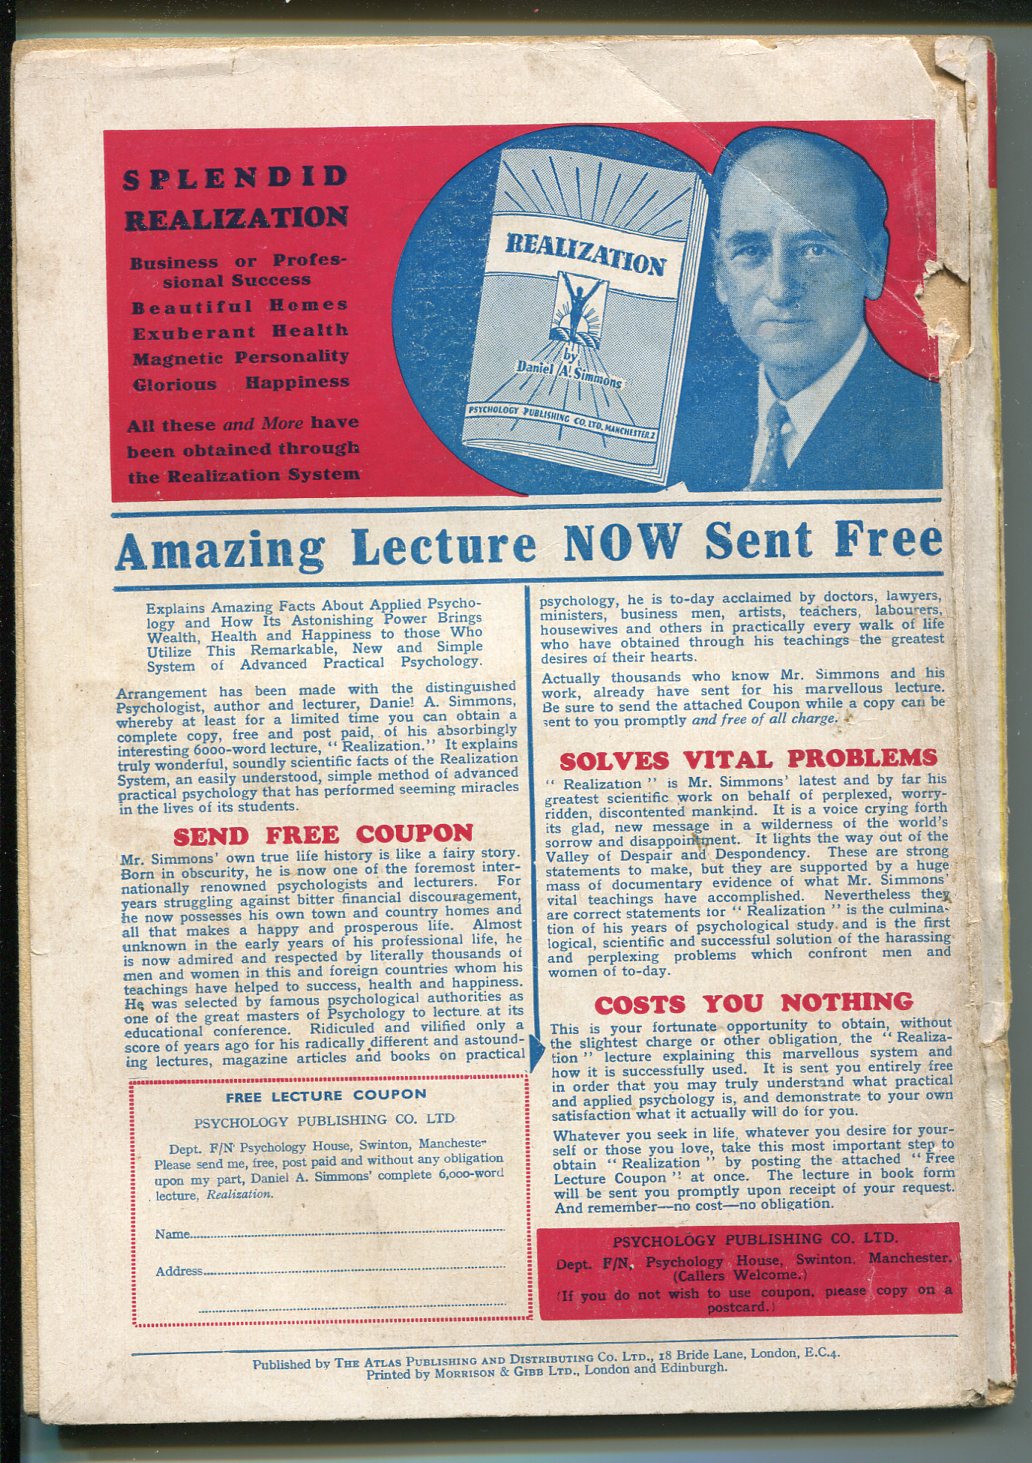 SPLENDID
REALIZATION
Business or Profes-
sional Success
Beautiful Homes
Exuberant Health
Magnetic Personality
Glorious Happiness
All these and More have
been obtained through
the Realization System
REALIZATION
by
Daniel A. Simmons
PSYCHOLOGY PUBLISHING CO. LTD, MANCHESTER.2
Amazing Lecture NOW Sent Free
Explains Amazing Facts About Applied Psycho-
logy and How Its Astonishing Power Brings
Wealth, Health and Happiness to those Who
Utilize This Remarkable, New and Simple
System of Advanced Practical Psychology.
Arrangement has been made with the distinguished
Psychologist, author and lecturer, Daniel A. Simmons,
whereby at least for a limited time you can obtain a
complete copy, free and post paid, of his absorbingly
interesting 6000-word lecture, “ Realization.” It explains
truly wonderful, soundly scientific facts of the Realization
System, an easily understood, simple method of advanced
practical psychology that has performed seeming miracles
in the lives of its students.
SEND FREE COUPON
Mr. Simmons’ own true life history is like a fairy story.
Born in obscurity, he is now one of the foremost inter-
nationally renowned psychologists and lecturers. For
years struggling against bitter financial discouragement,
he now possesses his own town and country homes and
all that makes a happy and prosperous life. Almost
unknown in the early years of his professional life, he
is now admired and respected by literally thousands of
men and women in this and foreign countries whom his
teachings have helped to success, health and happiness.
He was selected by famous psychological authorities as
one of the great masters of Psychology to lecture at its
educational conference. Ridiculed and vilified only a
score of years ago for his radically different and astound-
ing lectures, magazine articles and books on practical
psychology, he is to-day acclaimed by doctors, lawyers,
ministers, business men, artists, teachers, labourers,
housewives and others in practically every walk of life
who have obtained through his teachings the greatest
desires of their hearts.
Actually thousands who know Mr. Simmons and his
work, already have sent for his marvellous lecture.
Be sure to send the attached Coupon while a copy can be
sent to you promptly and free of all charge.
SOLVES VITAL PROBLEMS
“ Realization ” is Mr. Simmons’ latest and by far his
greatest scientific work on behalf of perplexed, worry-
ridden, discontented mankind. It is a voice crying forth
its glad, new message in a wilderness of the world’s
sorrow and disappointment. It lights the way out of the
Valley of Despair and Despondency. These are strong
statements to make, but they are supported by a huge
mass of documentary evidence of what Mr. Simmons’
vital teachings have accomplished. Nevertheless they
are correct statements for “ Realization ” is the culmina-
tion of his years of psychological study and is the first
logical, scientific and successful solution of the harassing
and perplexing problems which confront men and
women of to-day.
COSTS YOU NOTHING
This is your fortunate opportunity to obtain, without
the slightest charge or other obligation, the “ Realiza-
tion ” lecture explaining this marvellous system and
how it is successfully used. It is sent you entirely free
in order that you may truly understand what practical
and applied psychology is, and demonstrate to your own
satisfaction what it actually will do for you.
Whatever you seek in life, whatever you desire for your-
self or those you love, take this most important step to
obtain “ Realization ” by posting the attached “ Free
Lecture Coupon ” at once. The lecture in book form
will be sent you promptly upon receipt of your request.
And remember—no cost—no obligation.
FREE LECTURE COUPON
PSYCHOLOGY PUBLISHING CO. LTD
Dept. F/N Psychology House, Swinton, Manchester
Please send me, free, post paid and without any obligation
upon my part, Daniel A. Simmons’ complete 6,000-word
lecture, Realization.
Name
Address
PSYCHOLOGY PUBLISHING CO. LTD.
Dept. F/N, Psychology House, Swinton, Manchester.
(Callers Welcome.)
(If you do not wish to use coupon, please copy on a
postcard.)
Published by THE ATLAS PUBLISHING AND DISTRIBUTING CO. LTD., 18 Bride Lane, London, E.C.4.
Printed by MORRISON & GIBB LTD., London and Edinburgh.